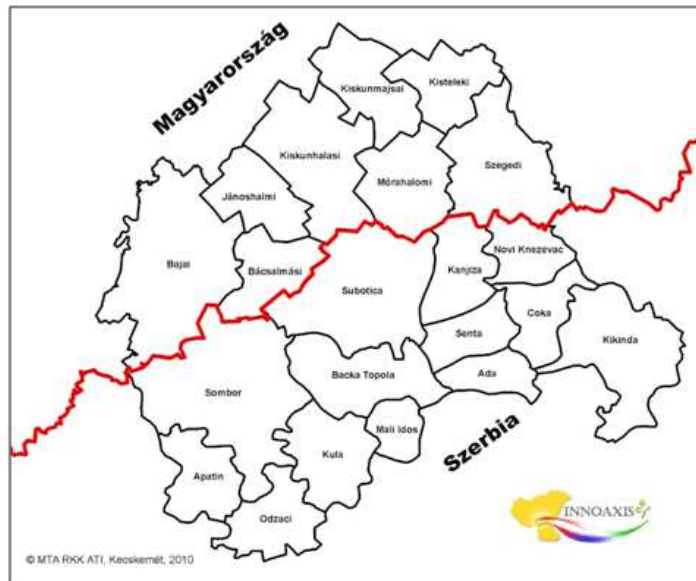 Magyarország
Kiskunmajsai
Kisteleki
Kiskunhalasi
Mórahalomi
Szegedi
Jánoshalmi
Bajai
Bácsalmási
Subotica
Kanjiza
Novi Knezevac
Senta
Coka
Kikinda
Sombor
Backa Topola
Ada
Mali Idos
Szerbia
Kula
Apatin
Odzaci
INNOAXIS
© MTA RKK ATI, Kecskemét, 2010